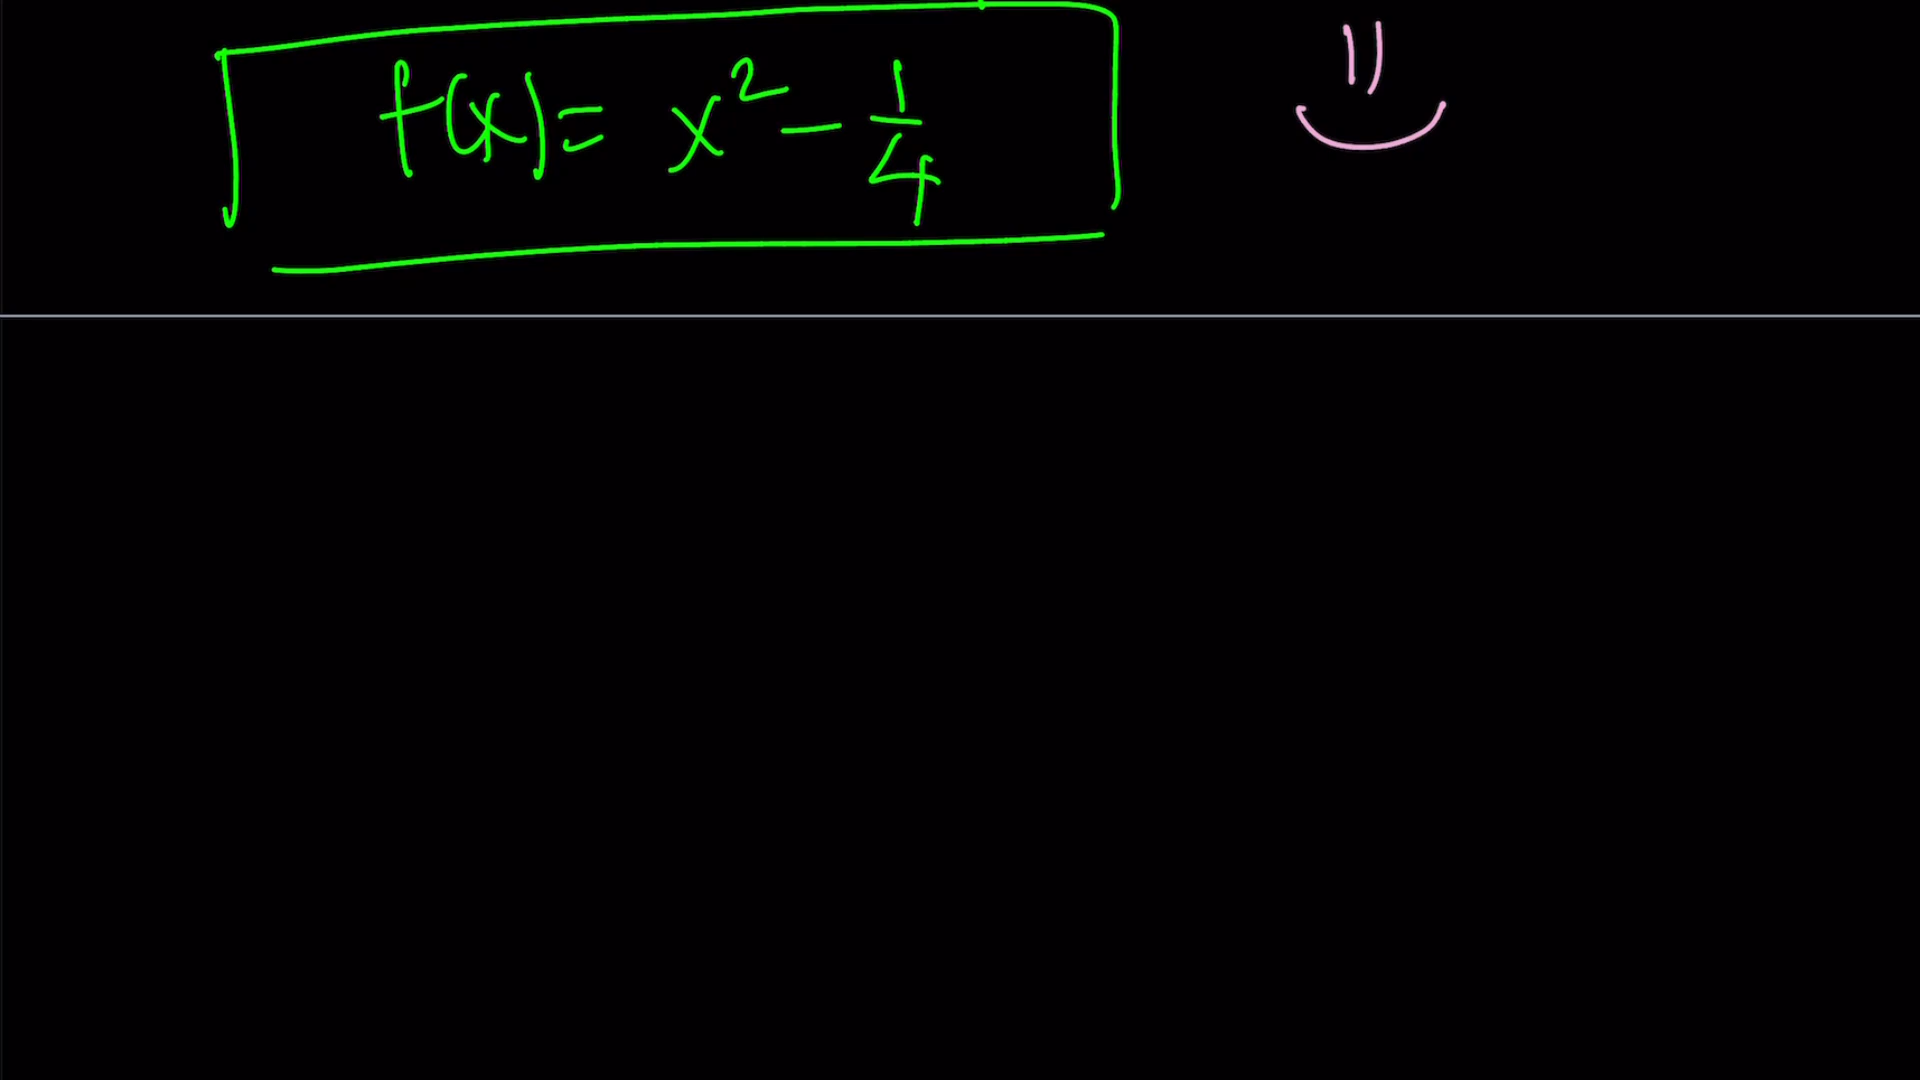 f(x) = x² - 1/4